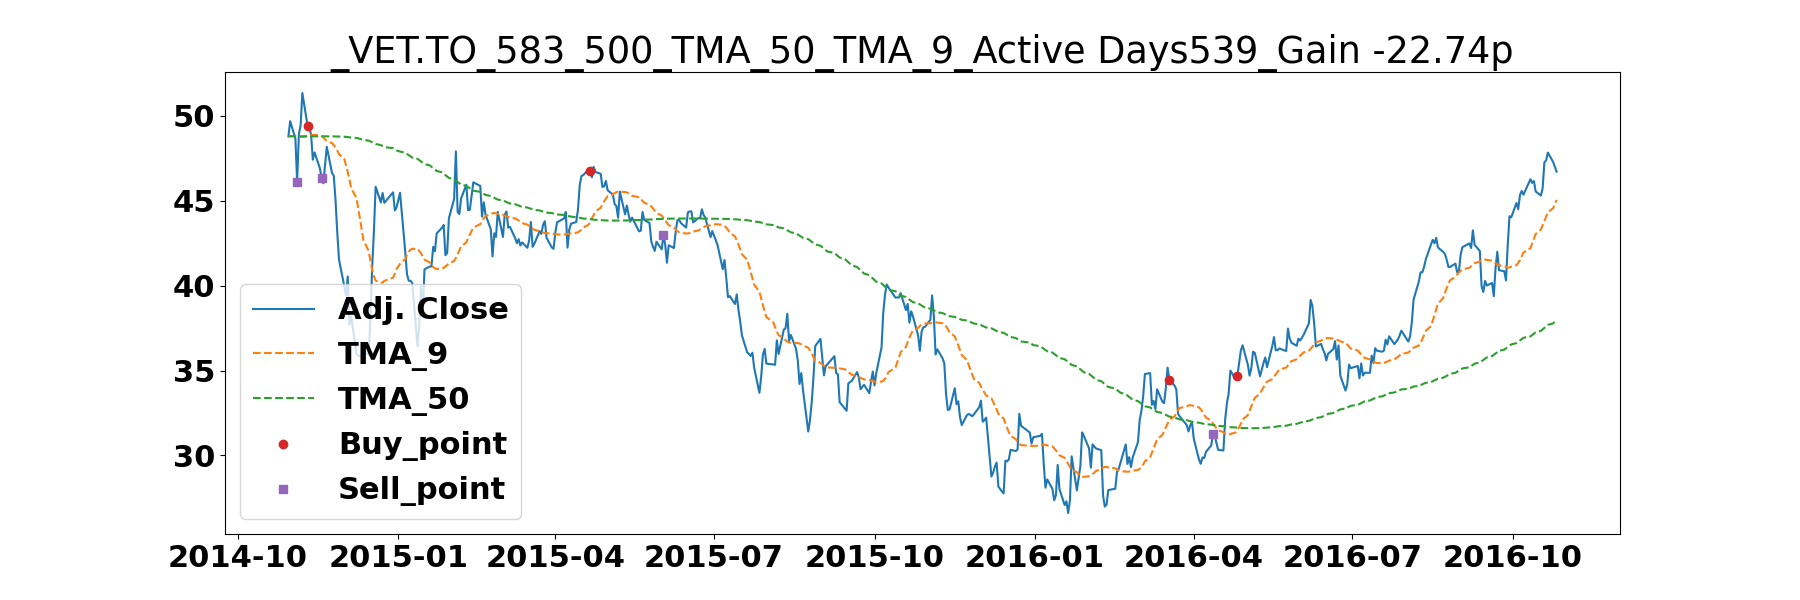 _VET.TO_583_500_TMA_50_TMA_9_Active Days539_Gain -22.74p
50
45
40
35
30
Adj. Close
TMA_9
TMA_50
Buy_point
Sell_point
2014-10 2015-01 2015-04 2015-07 2015-10 2016-01 2016-04 2016-07 2016-10